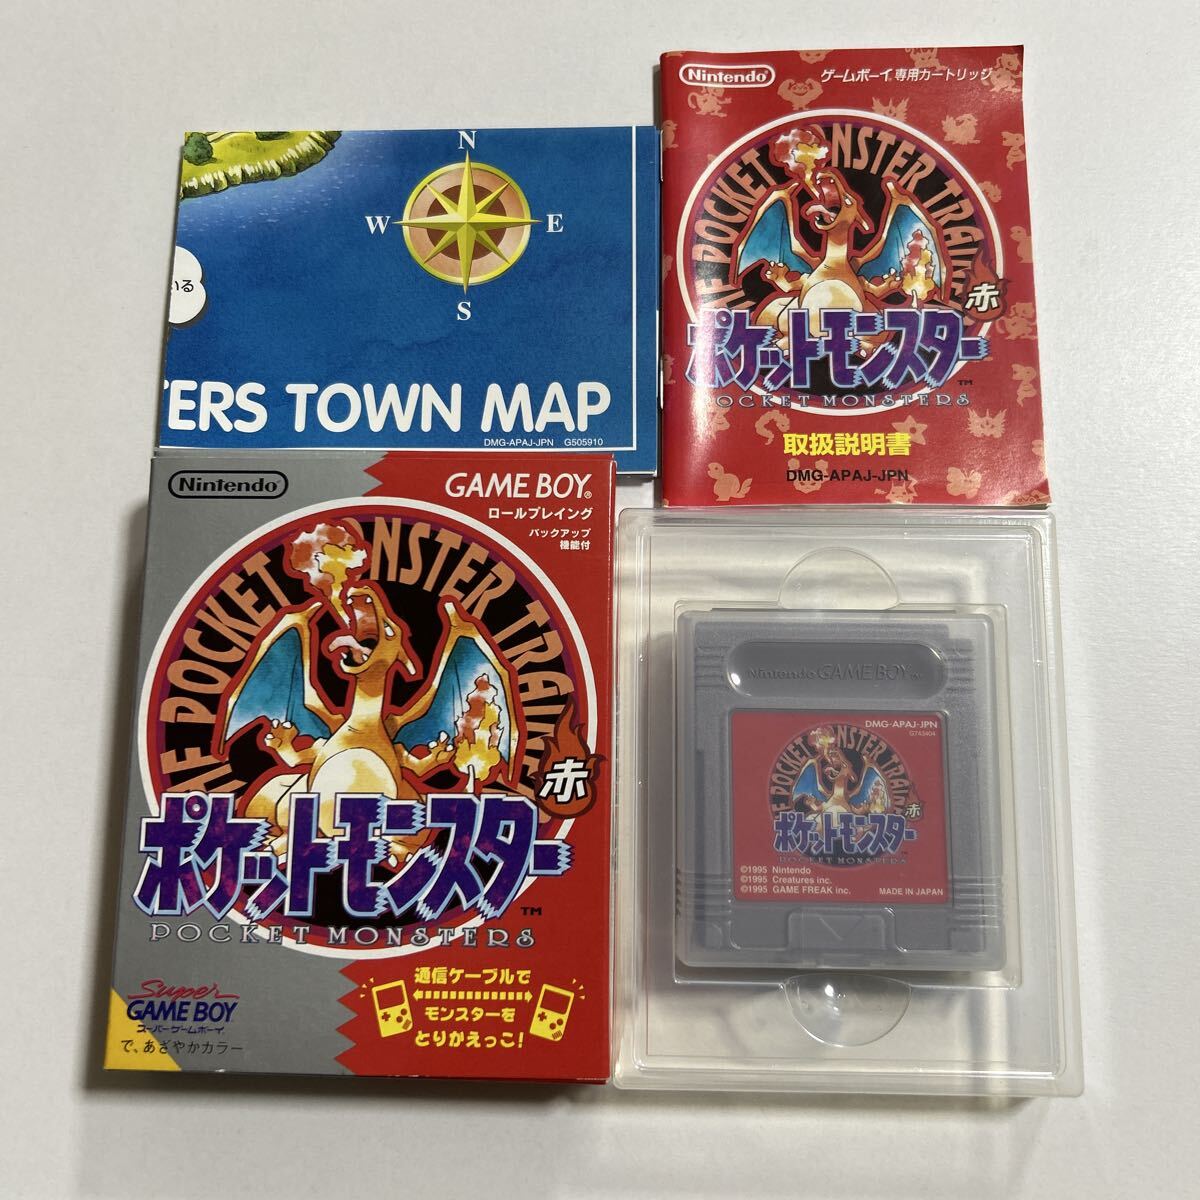 N
W
E
S
いる
TERS TOWN MAP
DMG-APAJ-JPN G505910
Nintendo
ゲームボーイ専用カートリッジ
THE POCKET MONSTER TRAINE
赤
ポケットモンスター
TM
POCKET MONSTERS
取扱説明書
DMG-APAJ-JPN
Nintendo
GAME BOY®
ロールプレイング
バックアップ
機能付
THE POCKET MONSTER TRAINE
赤
ポケットモンスター
TM
POCKET MONSTERS
Super
GAME BOY
スーパーゲームボーイ
で、あざやかカラー
通信ケーブルで
モンスターを
とりかえっこ!
Nintendo GAME BOY TM
DMG-APAJ-JPN
G743404
THE POCKET MONSTER TRAINE
赤
ポケットモンスター
POCKET MONSTERS
©1995 Nintendo
©1995 Creatures inc.
©1995 GAME FREAK inc.
MADE IN JAPAN